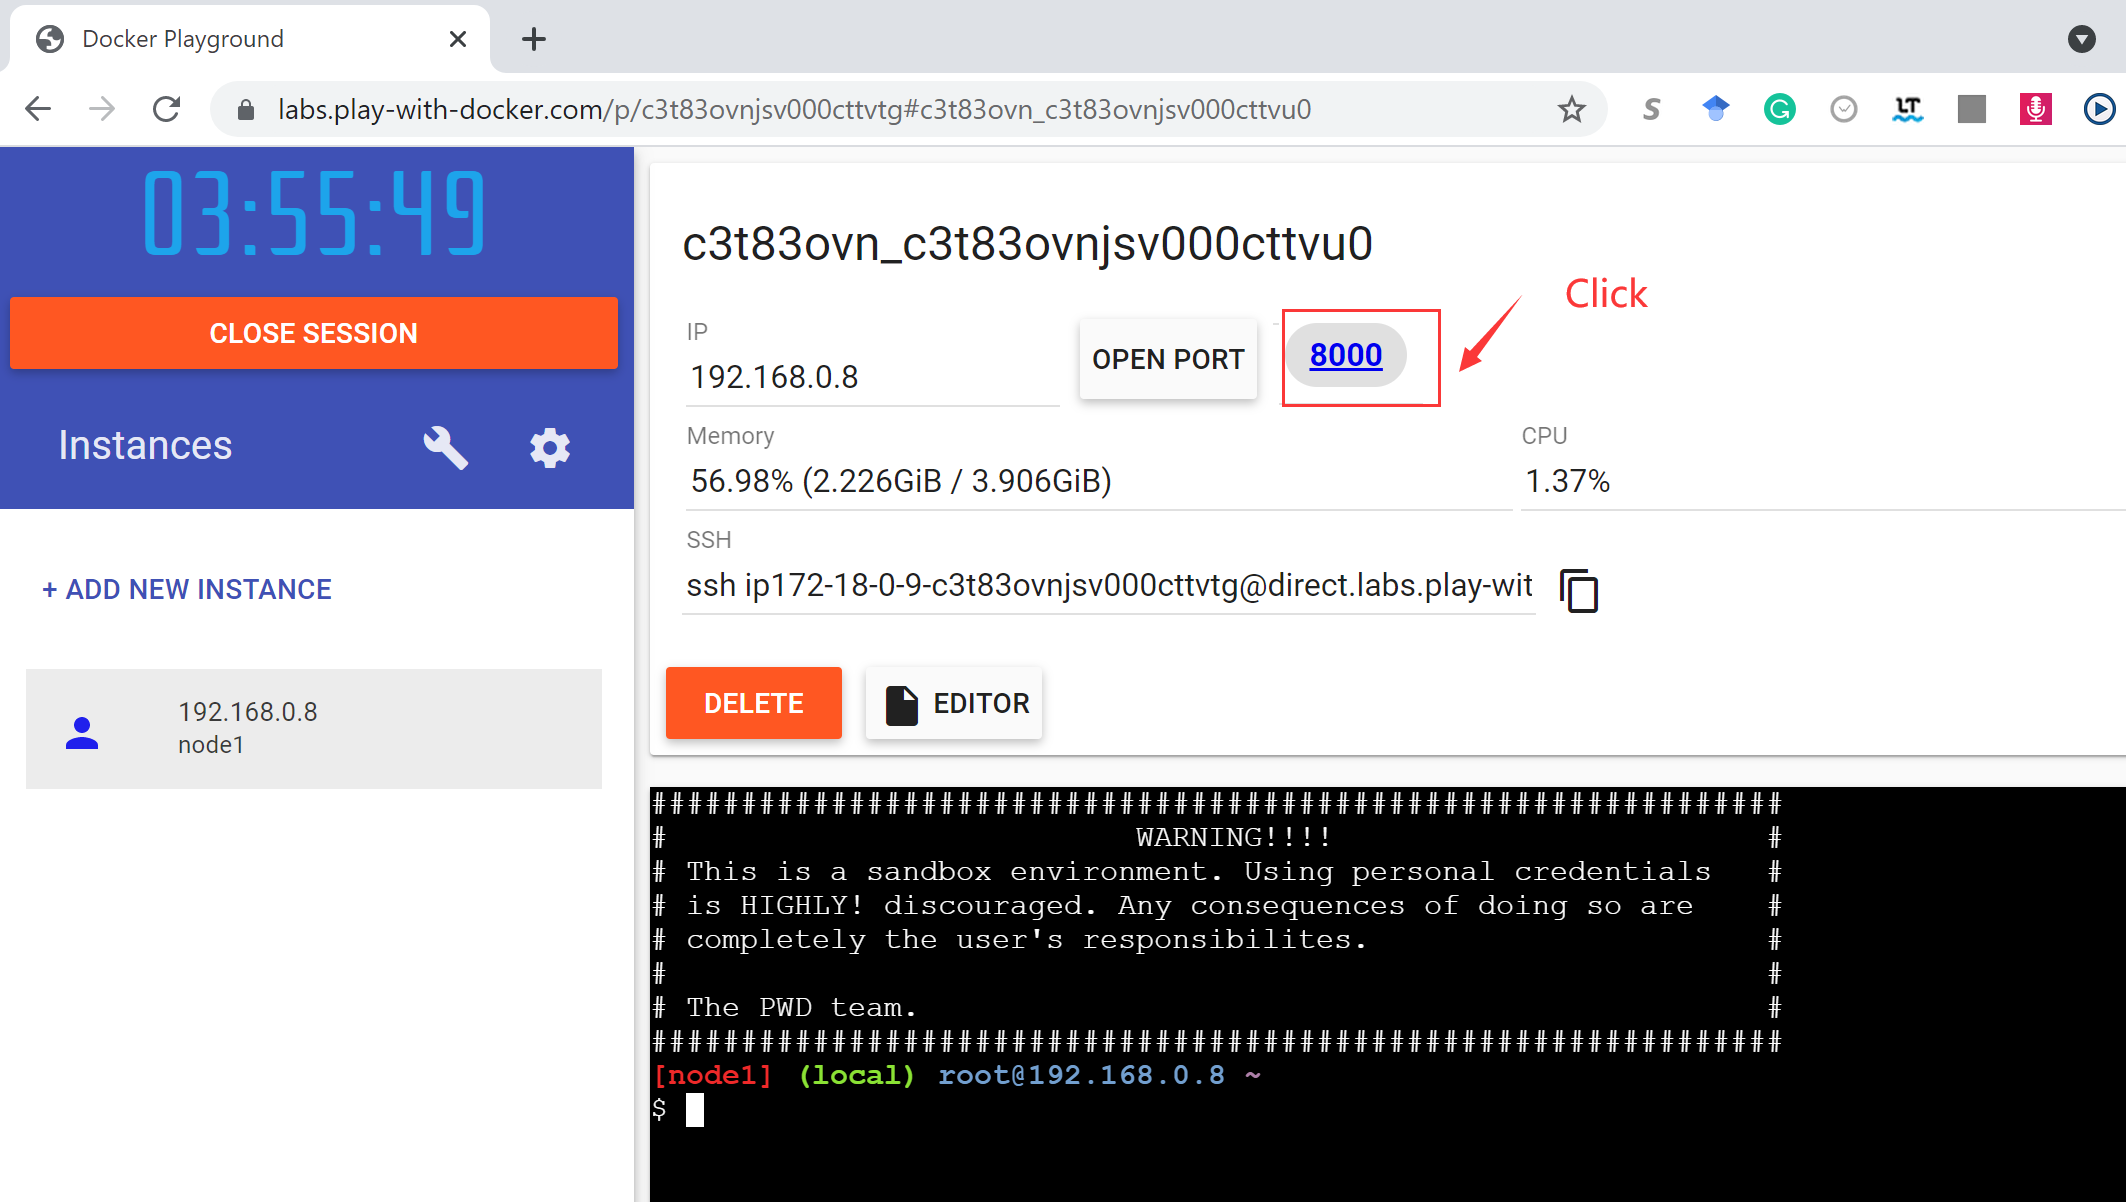 Docker Playground
labs.play-with-docker.com/p/c3t83ovnjsv000cttvtg#c3t83ovn_c3t83ovnjsv000cttvu0
03:55:49
CLOSE SESSION
Instances
+ ADD NEW INSTANCE
192.168.0.8
node1
c3t83ovn_c3t83ovnjsv000cttvu0
Click
IP
192.168.0.8
OPEN PORT
8000
Memory
56.98% (2.226GiB / 3.906GiB)
CPU
1.37%
SSH
ssh ip172-18-0-9-c3t83ovnjsv000cttvtg@direct.labs.play-wit
DELETE
EDITOR
###############################################################
# WARNING!!!! #
# This is a sandbox environment. Using personal credentials #
# is HIGHLY! discouraged. Any consequences of doing so are #
# completely the user's responsibilites. #
# #
# The PWD team. #
###############################################################
[node1] (local) root@192.168.0.8 ~
$